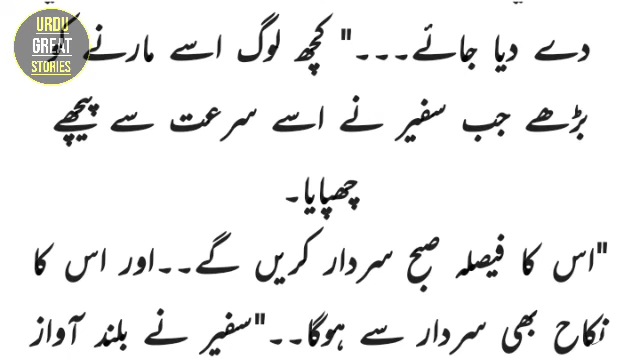 URDU
GREAT
STORIES
دے دیا جائے۔۔۔" کچھ لوگ اسے مارنے کو
بڑھے جب سفیر نے اسے سرعت سے پیچھے
چھپایا۔
"اس کا فیصلہ صبح سردار کریں گے۔۔اور اس کا
نکاح بھی سردار سے ہوگا۔۔"سفیر نے بلند آواز